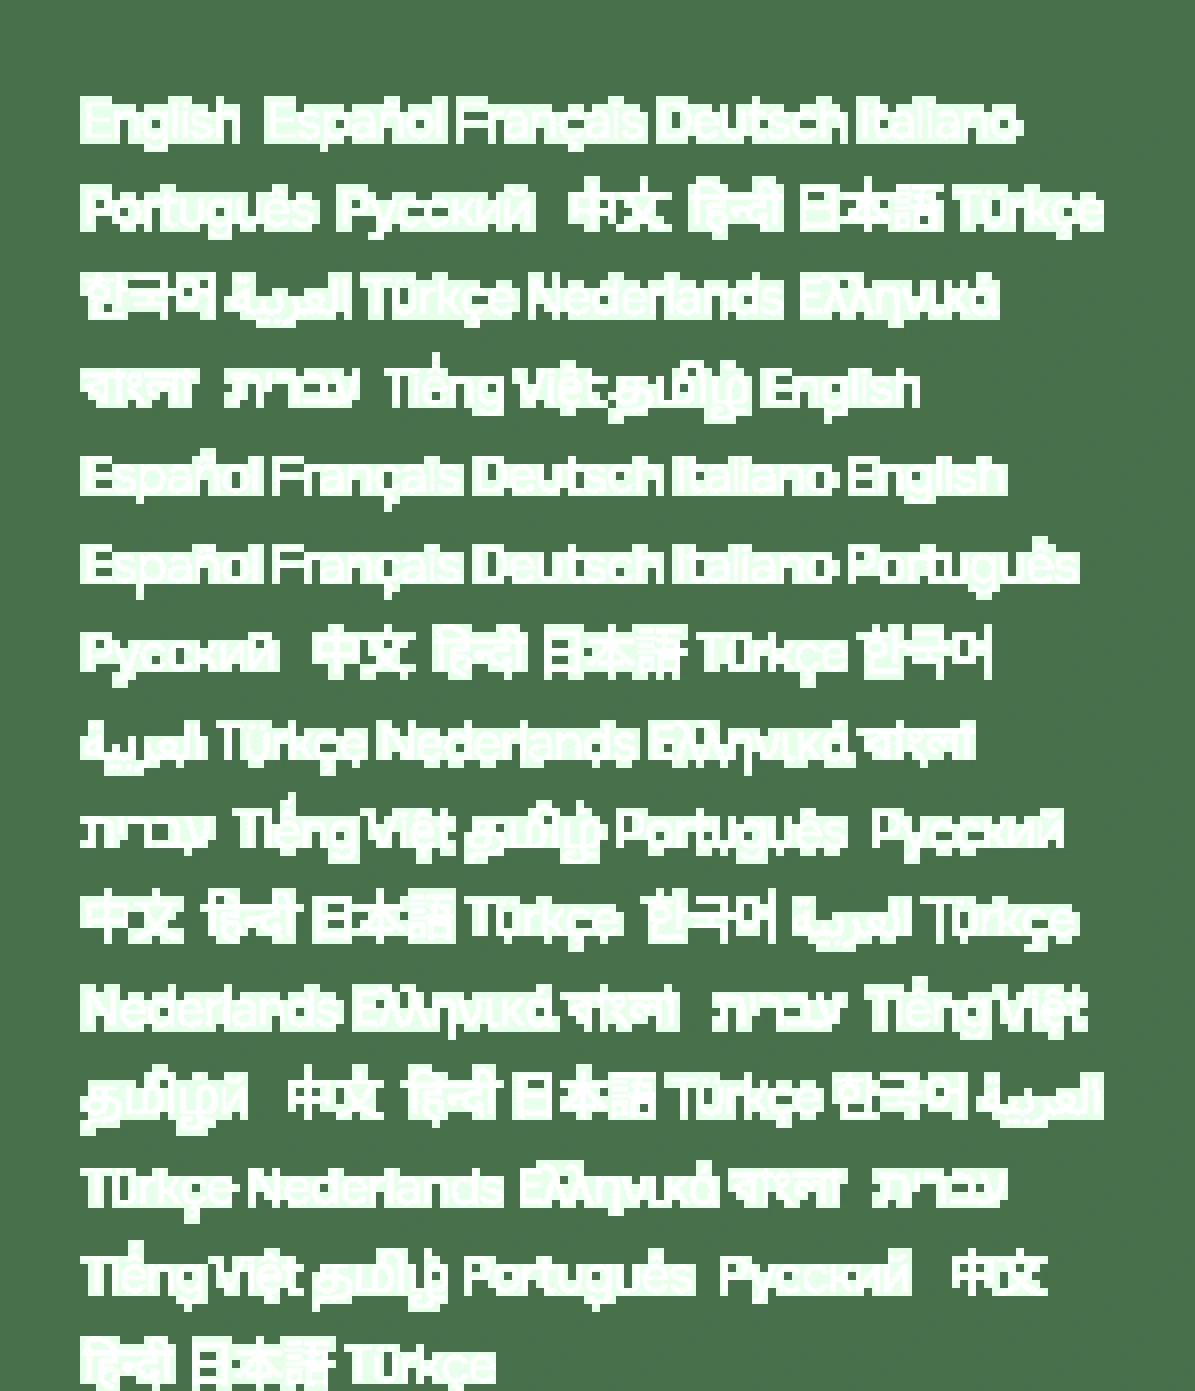 English Español Français Deutsch Italiano
Português Русский 中文 हिन्दी 日本語 Türkçe
한국어 العربية Türkçe Nederlands Ελληνικά
বাংলা עברית Tiếng Việt தமிழ் English
Español Français Deutsch Italiano English
Español Français Deutsch Italiano Português
Русский 中文 हिन्दी 日本語 Türkçe 한국어
العربية Türkçe Nederlands Ελληνικά বাংলা
עברית Tiếng Việt தமிழ் Português Русский
中文 हिन्दी 日本語 Türkçe 한국어 العربية Türkçe
Nederlands Ελληνικά বাংলা עברית Tiếng Việt
中文 हिन्दी 日本語 Türkçe 한국어 العربية
Türkçe Nederlands Ελληνικά বাংলা עברית
Tiếng Việt தமிழ் Português Русский 中文
हिन्दी 日本語 Türkçe